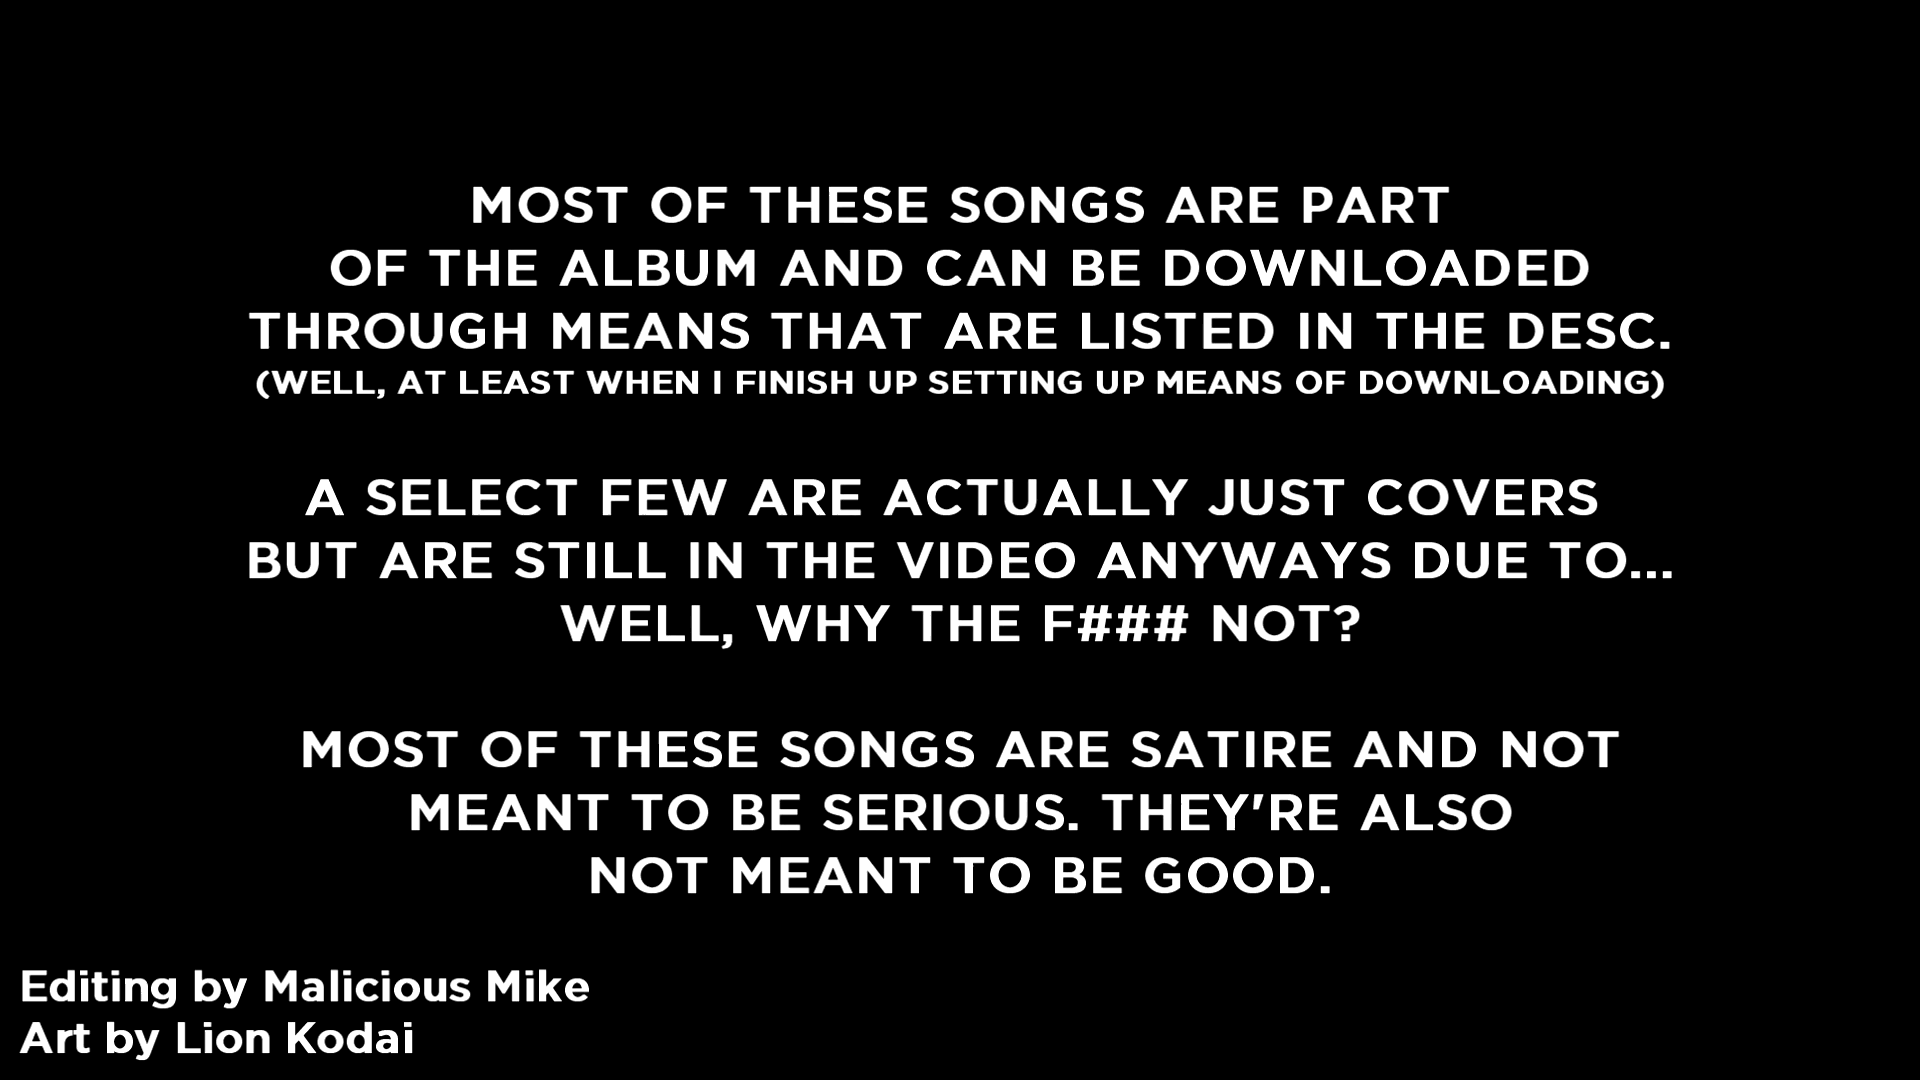 MOST OF THESE SONGS ARE PART
OF THE ALBUM AND CAN BE DOWNLOADED
THROUGH MEANS THAT ARE LISTED IN THE DESC.
(WELL, AT LEAST WHEN I FINISH UP SETTING UP MEANS OF DOWNLOADING)
A SELECT FEW ARE ACTUALLY JUST COVERS
BUT ARE STILL IN THE VIDEO ANYWAYS DUE TO...
WELL, WHY THE F### NOT?
MOST OF THESE SONGS ARE SATIRE AND NOT
MEANT TO BE SERIOUS. THEY'RE ALSO
NOT MEANT TO BE GOOD.
Editing by Malicious Mike
Art by Lion Kodai